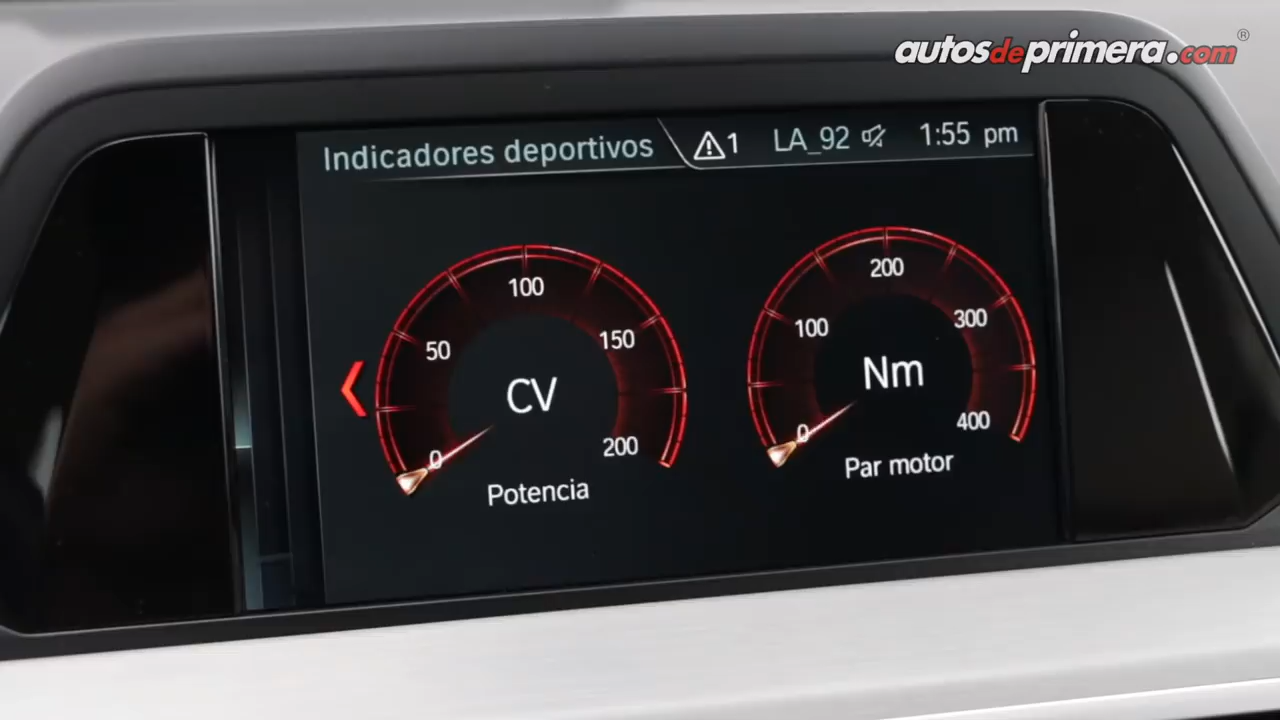 autosdeprimera.com®
Indicadores deportivos 1 LA_92 1:55 pm
0 50 100 150 200
CV
Potencia
0 100 200 300 400
Nm
Par motor